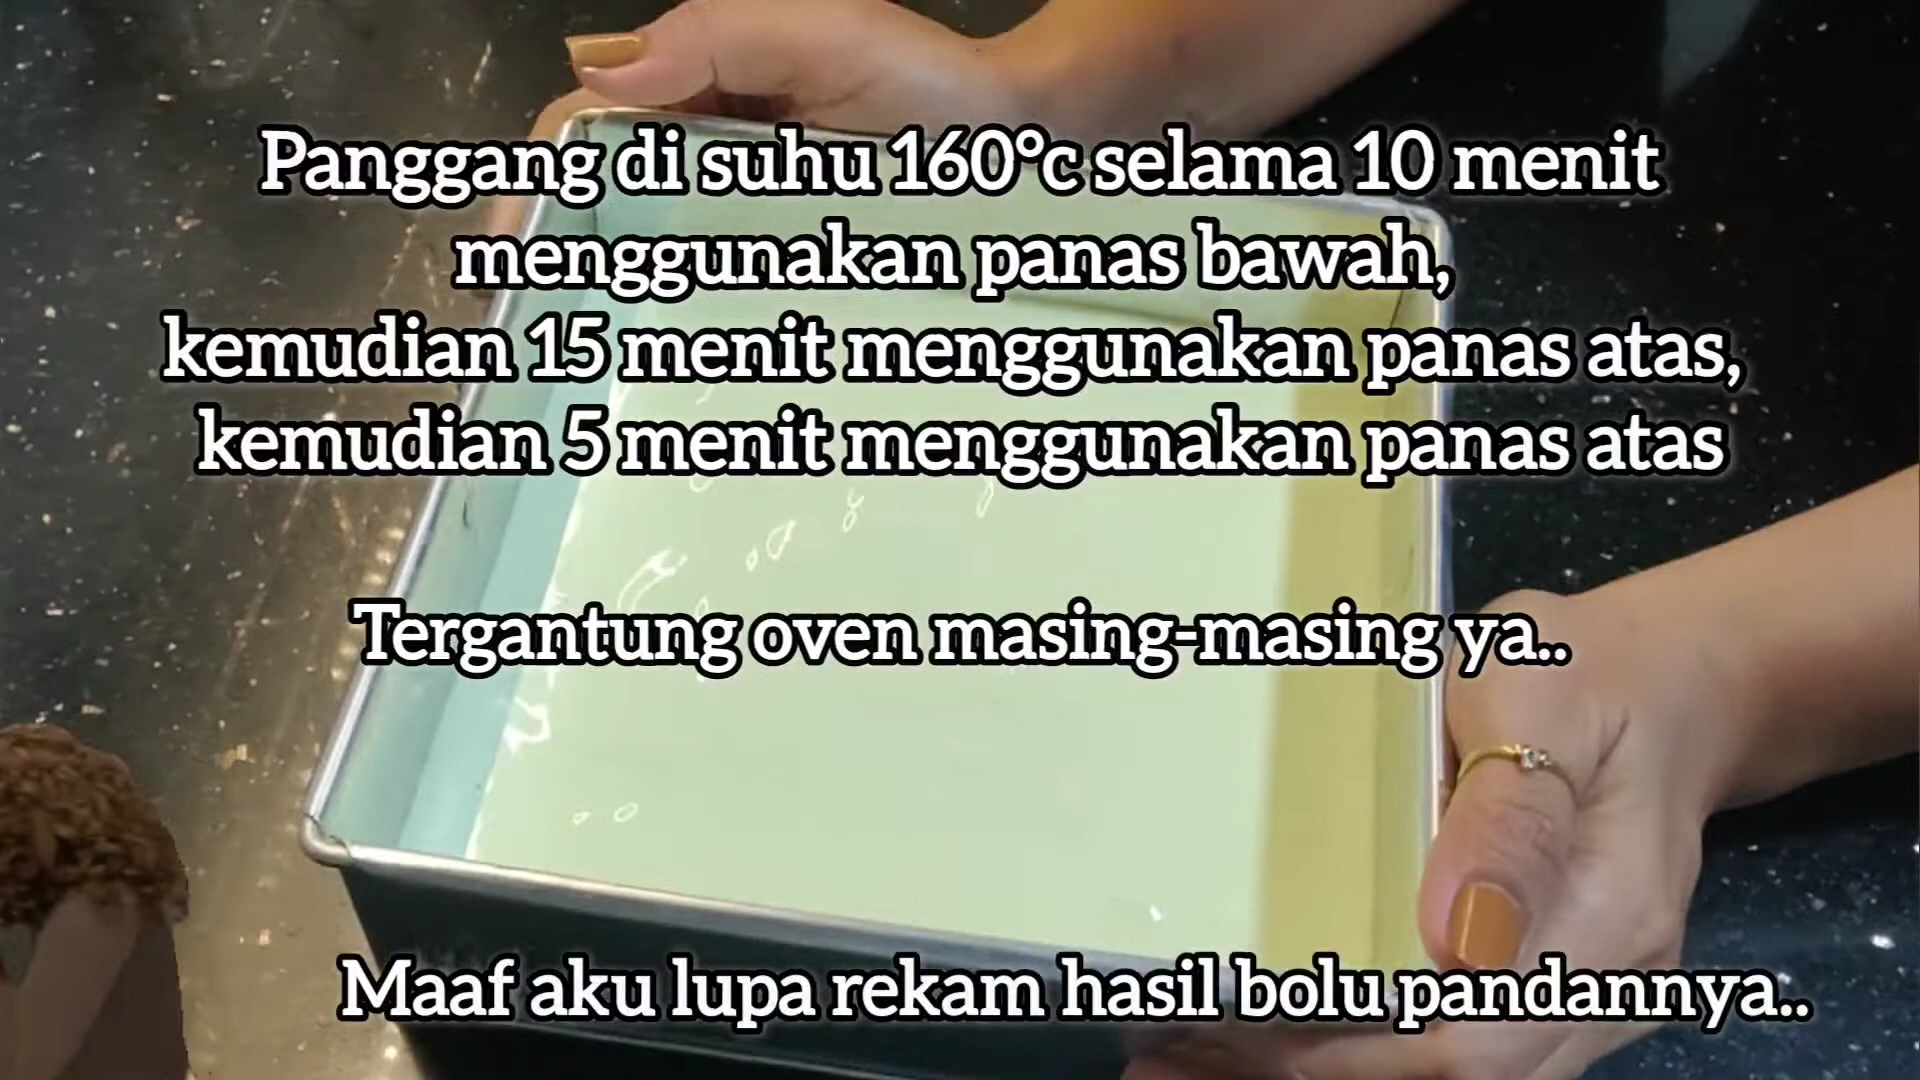 Panggang di suhu 160°c selama 10 menit
menggunakan panas bawah,
kemudian 15 menit menggunakan panas atas,
kemudian 5 menit menggunakan panas atas
Tergantung oven masing-masing ya..
Maaf aku lupa rekam hasil bolu pandannya..